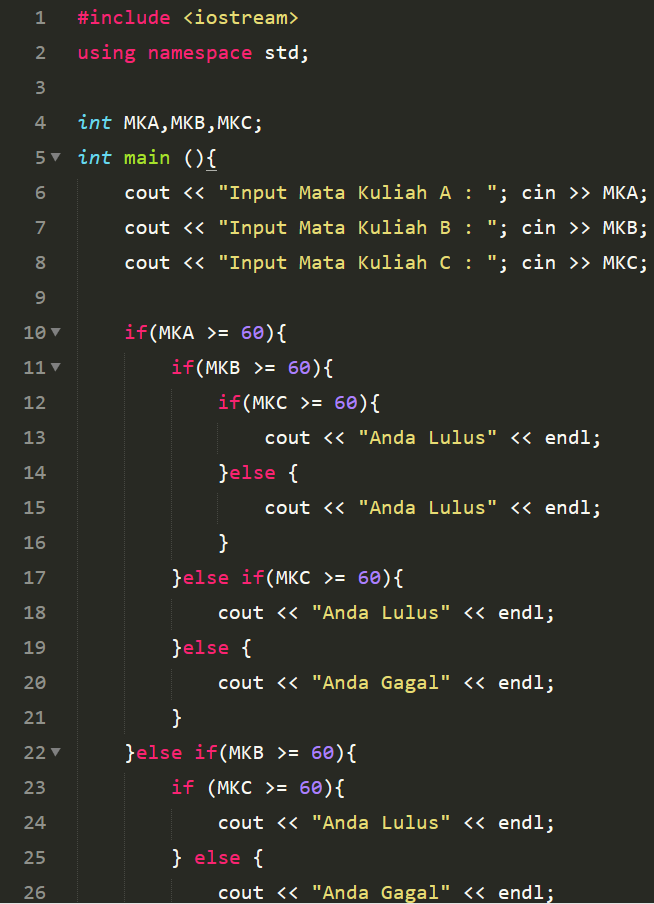 1 #include <iostream>
2 using namespace std;
3
4 int MKA,MKB,MKC;
5 int main (){
6     cout << "Input Mata Kuliah A : "; cin >> MKA;
7     cout << "Input Mata Kuliah B : "; cin >> MKB;
8     cout << "Input Mata Kuliah C : "; cin >> MKC;
9
10     if(MKA >= 60){
11         if(MKB >= 60){
12             if(MKC >= 60){
13                 cout << "Anda Lulus" << endl;
14             }else {
15                 cout << "Anda Lulus" << endl;
16             }
17         }else if(MKC >= 60){
18             cout << "Anda Lulus" << endl;
19         }else {
20             cout << "Anda Gagal" << endl;
21         }
22     }else if(MKB >= 60){
23         if (MKC >= 60){
24             cout << "Anda Lulus" << endl;
25         } else {
26             cout << "Anda Gagal" << endl;